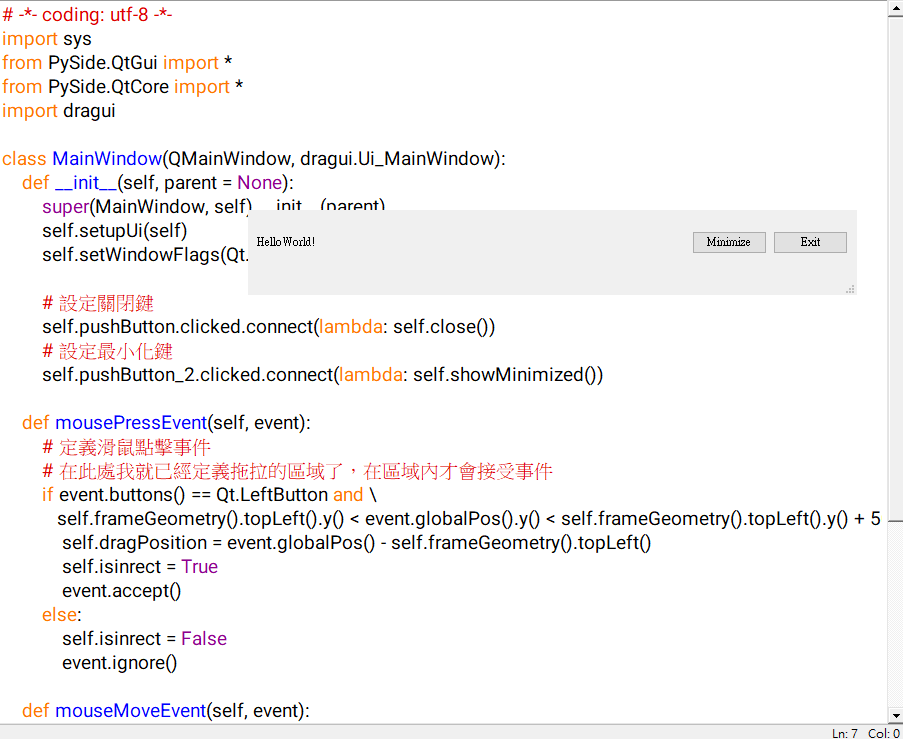 # -*- coding: utf-8 -*-
import sys
from PySide.QtGui import *
from PySide.QtCore import *
import dragui
class MainWindow(QMainWindow, dragui.Ui_MainWindow):
def __init__(self, parent = None):
super(MainWindow, self).__init__(parent)
self.setupUi(self)
self.setWindowFlags(Qt.
HelloWorld!
Minimize
Exit
# 設定關閉鍵
self.pushButton.clicked.connect(lambda: self.close())
# 設定最小化鍵
self.pushButton_2.clicked.connect(lambda: self.showMinimized())
def mousePressEvent(self, event):
# 定義滑鼠點擊事件
# 在此處我就已經定義拖拉的區域了，在區域內才會接受事件
if event.buttons() == Qt.LeftButton and \
self.frameGeometry().topLeft().y() < event.globalPos().y() < self.frameGeometry().topLeft().y() + 5
self.dragPosition = event.globalPos() - self.frameGeometry().topLeft()
self.isinrect = True
event.accept()
else:
self.isinrect = False
event.ignore()
def mouseMoveEvent(self, event):
Ln: 7 Col: 0